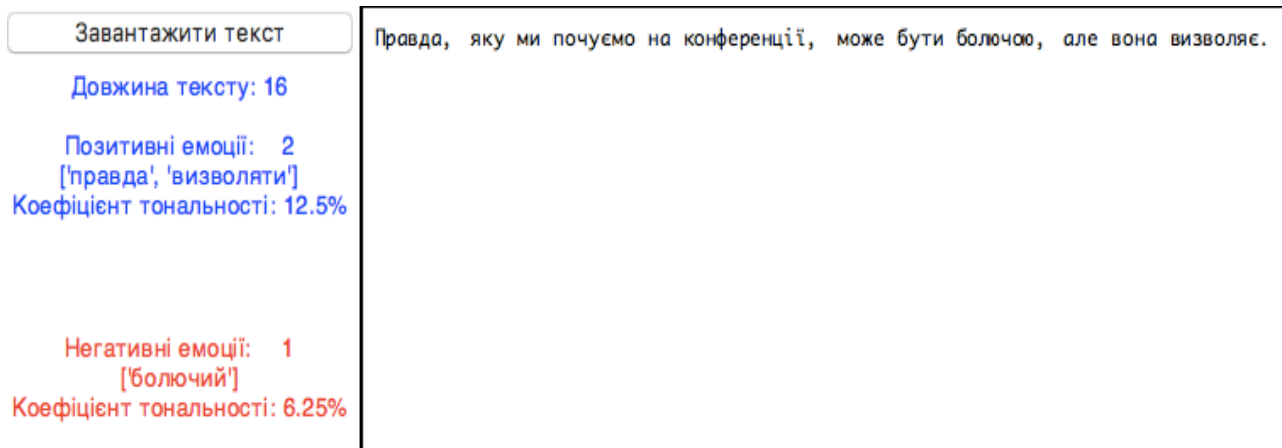 Завантажити текст
Правда, яку ми почуємо на конференції, може бути болючою, але вона визволяє.
Довжина тексту: 16
Позитивні емоції: 2
['правда', 'визволяти']
Коефіцієнт тональності: 12.5%
Негативні емоції: 1
['болючий']
Коефіцієнт тональності: 6.25%